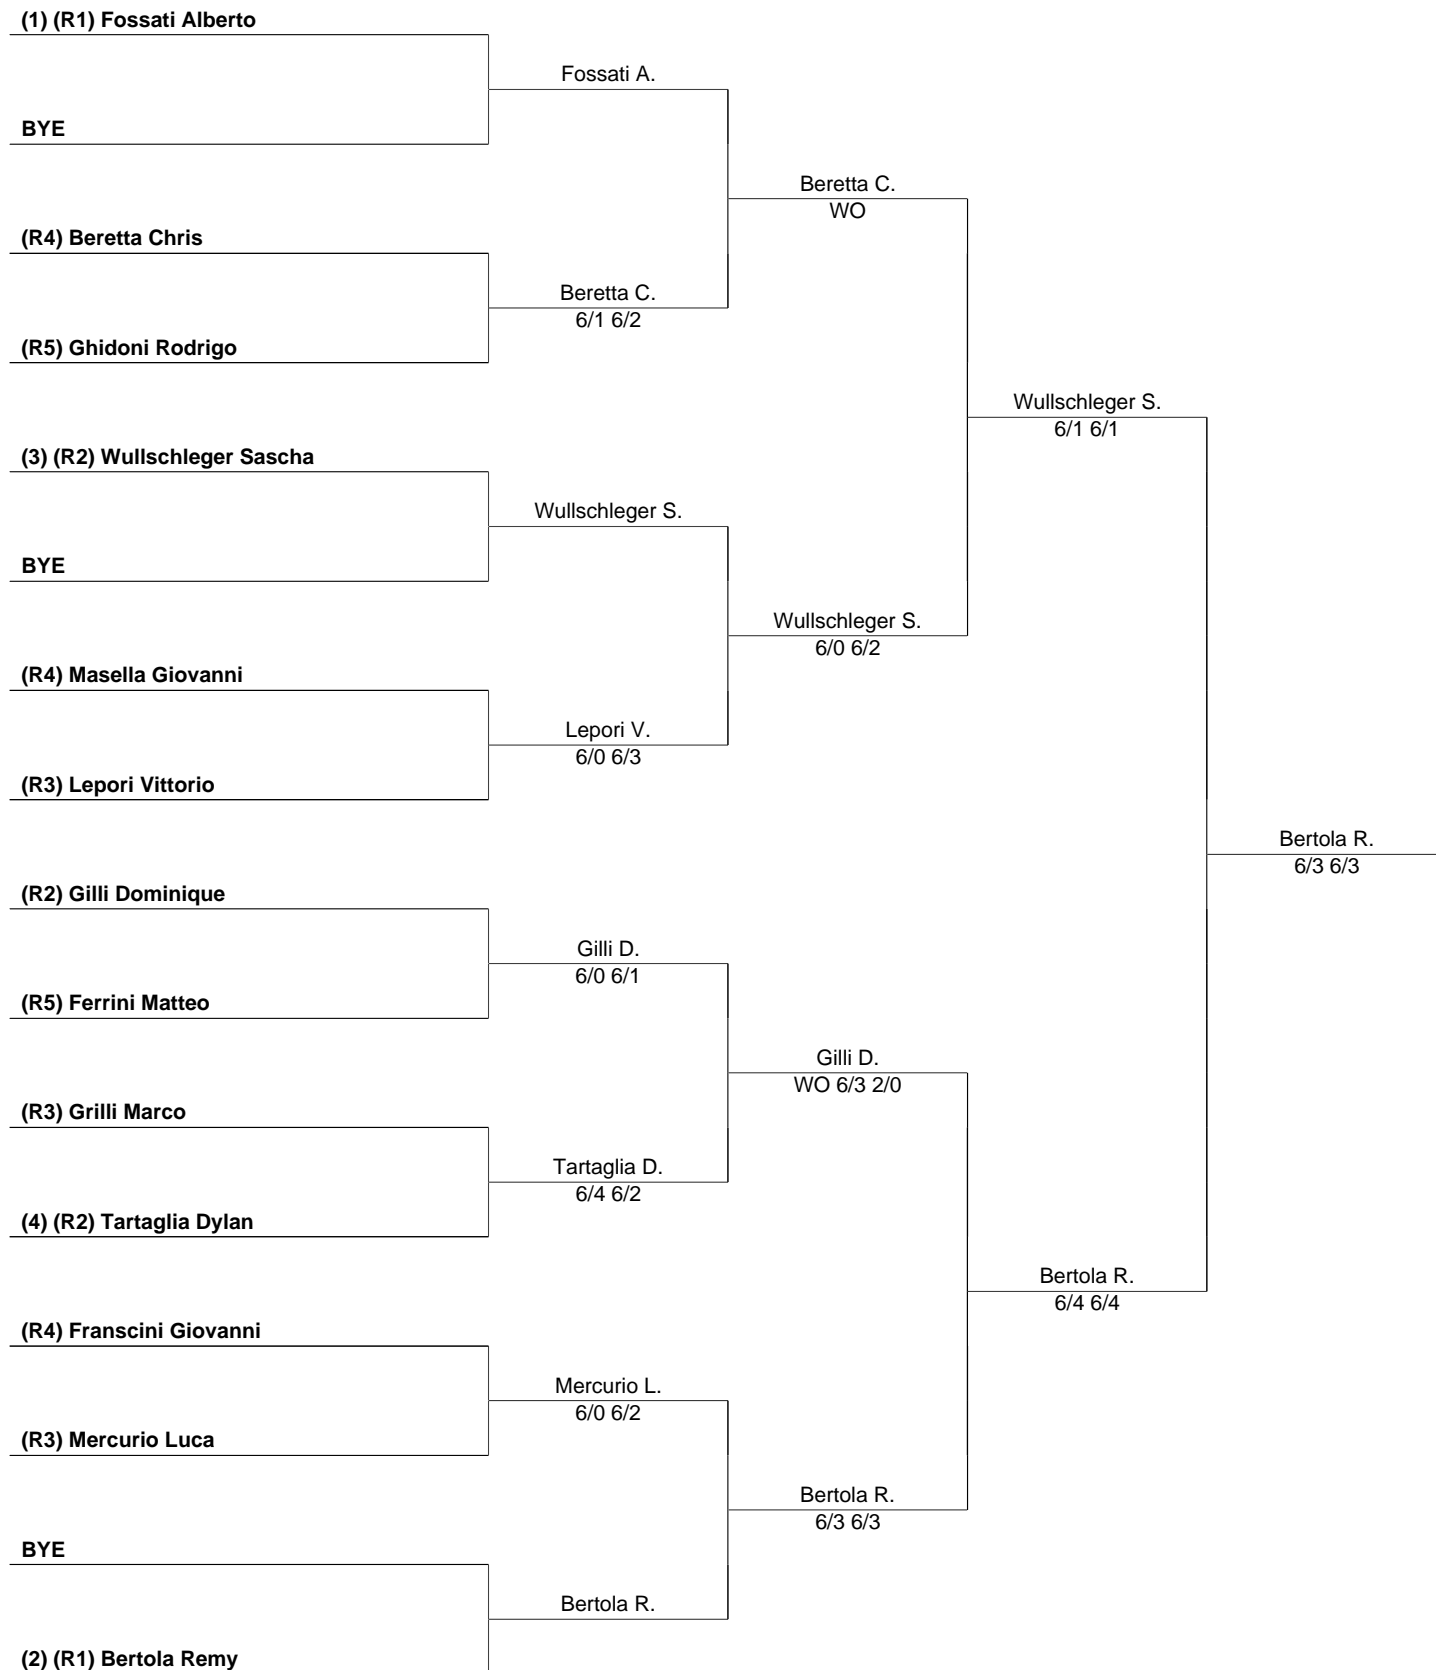 (1) (R1) Fossati Alberto
Fossati A.
BYE
Beretta C.
WO
(R4) Beretta Chris
Beretta C.
6/1 6/2
(R5) Ghidoni Rodrigo
Wullschleger S.
6/1 6/1
(3) (R2) Wullschleger Sascha
Wullschleger S.
BYE
Wullschleger S.
6/0 6/2
(R4) Masella Giovanni
Lepori V.
6/0 6/3
(R3) Lepori Vittorio
Bertola R.
6/3 6/3
(R2) Gilli Dominique
Gilli D.
6/0 6/1
(R5) Ferrini Matteo
Gilli D.
WO 6/3 2/0
(R3) Grilli Marco
Tartaglia D.
6/4 6/2
(4) (R2) Tartaglia Dylan
Bertola R.
6/4 6/4
(R4) Franscini Giovanni
Mercurio L.
6/0 6/2
(R3) Mercurio Luca
Bertola R.
6/3 6/3
BYE
Bertola R.
(2) (R1) Bertola Remy